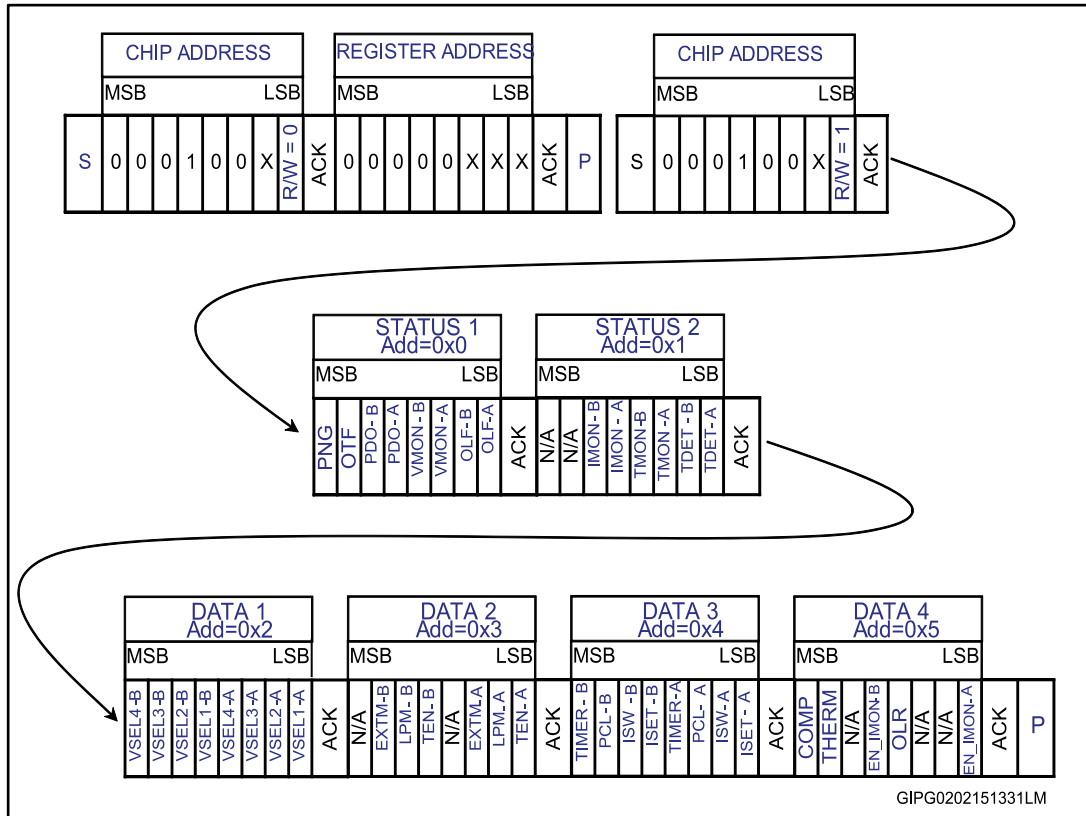 CHIP ADDRESS REGISTER ADDRESS CHIP ADDRESS
MSB LSB MSB LSB MSB LSB
S 0 0 0 1 0 0 X R/W = 0 ACK 0 0 0 0 0 X X X ACK P S 0 0 0 1 0 0 X R/W = 1 ACK
STATUS 1 STATUS 2
Add=0x0 Add=0x1
MSB LSB MSB LSB
PNG OTF PDO- B PDO- A VMON - B VMON - A OLF- B OLF-A ACK N/A N/A IMON - B IMON - A TMON-B TMON -A TDET- B TDET- A ACK
DATA 1 DATA 2 DATA 3 DATA 4
Add=0x2 Add=0x3 Add=0x4 Add=0x5
MSB LSB MSB LSB MSB LSB MSB LSB
VSEL4-B VSEL3-B VSEL2-B VSEL1-B VSEL4-A VSEL3-A VSEL2-A VSEL1-A ACK N/A EXTM-B LPM- B TEN- B N/A EXTM-A LPM- A TEN- A ACK TIMER- B PCL- B ISW - B ISET- B TIMER- A PCL- A ISW- A ISET- A ACK COMP THERM N/A EN_IMON-B OLR N/A N/A EN_IMON-A ACK P
GIPG0202151331LM